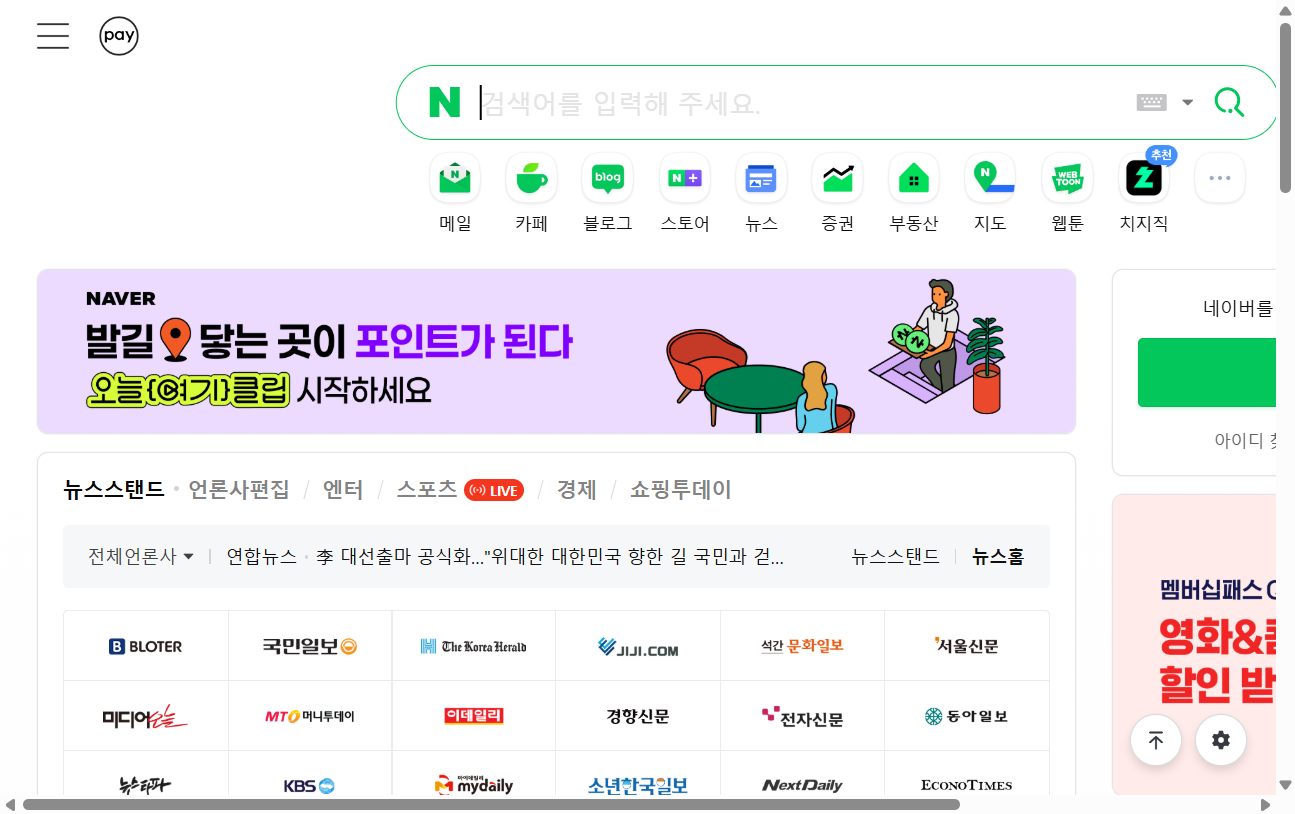 pay
N 검색어를 입력해 주세요.
추천
N blog N + N WEB TOON
메일 카페 블로그 스토어 뉴스 증권 부동산 지도 웹툰 치지직
NAVER
발길 닿는 곳이 포인트가 된다
오늘{여기}클럽 시작하세요
네이버를
아이디 찾
뉴스스탠드 언론사편집 / 엔터 / 스포츠 LIVE / 경제 / 쇼핑투데이
전체언론사 연합뉴스 · 李 대선출마 공식화..."위대한 대한민국 향한 길 국민과 걷... 뉴스스탠드 뉴스홈
B BLOTER 국민일보 The Korea Herald JIJI.COM 석간 문화일보 서울신문
미디어오늘 MTO 머니투데이 이데일리 경향신문 전자신문 동아일보
뉴스타파 KBS 마이데일리 mydaily 소년한국일보 NextDaily ECONOTIMES
멤버십패스
영화&
할인 받